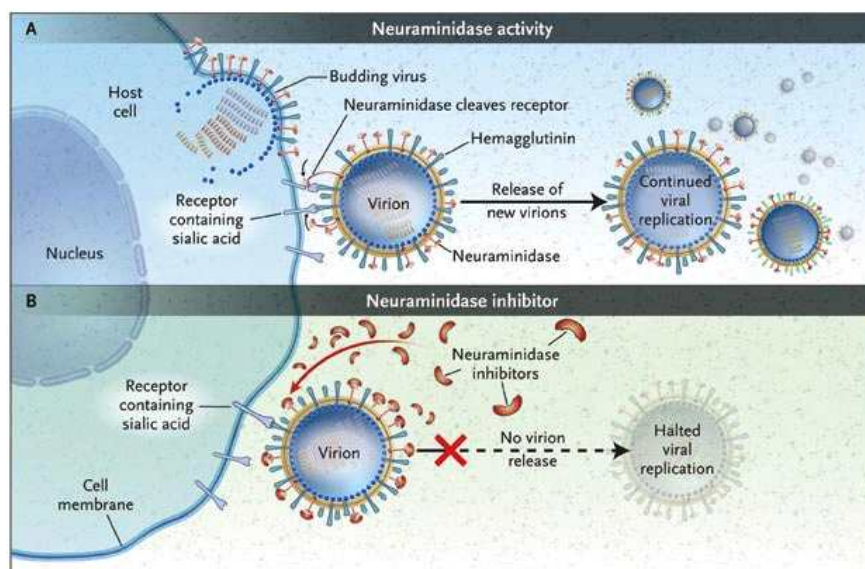 A
Neuraminidase activity
Host
cell
Budding virus
Neuraminidase cleaves receptor
Hemagglutinin
Receptor
containing
sialic acid
Virion
Release of
new virions
Continued
viral
replication
Nucleus
Neuraminidase
B
Neuraminidase inhibitor
Neuraminidase
inhibitors
Receptor
containing
sialic acid
Virion
No virion
release
Halted
viral
replication
Cell
membrane